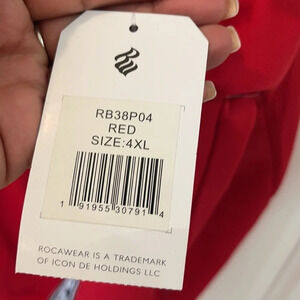 RB38P04
RED
SIZE:4XL
1 91955 30791 4
ROCAWEAR IS A TRADEMARK
OF ICON DE HOLDINGS LLC